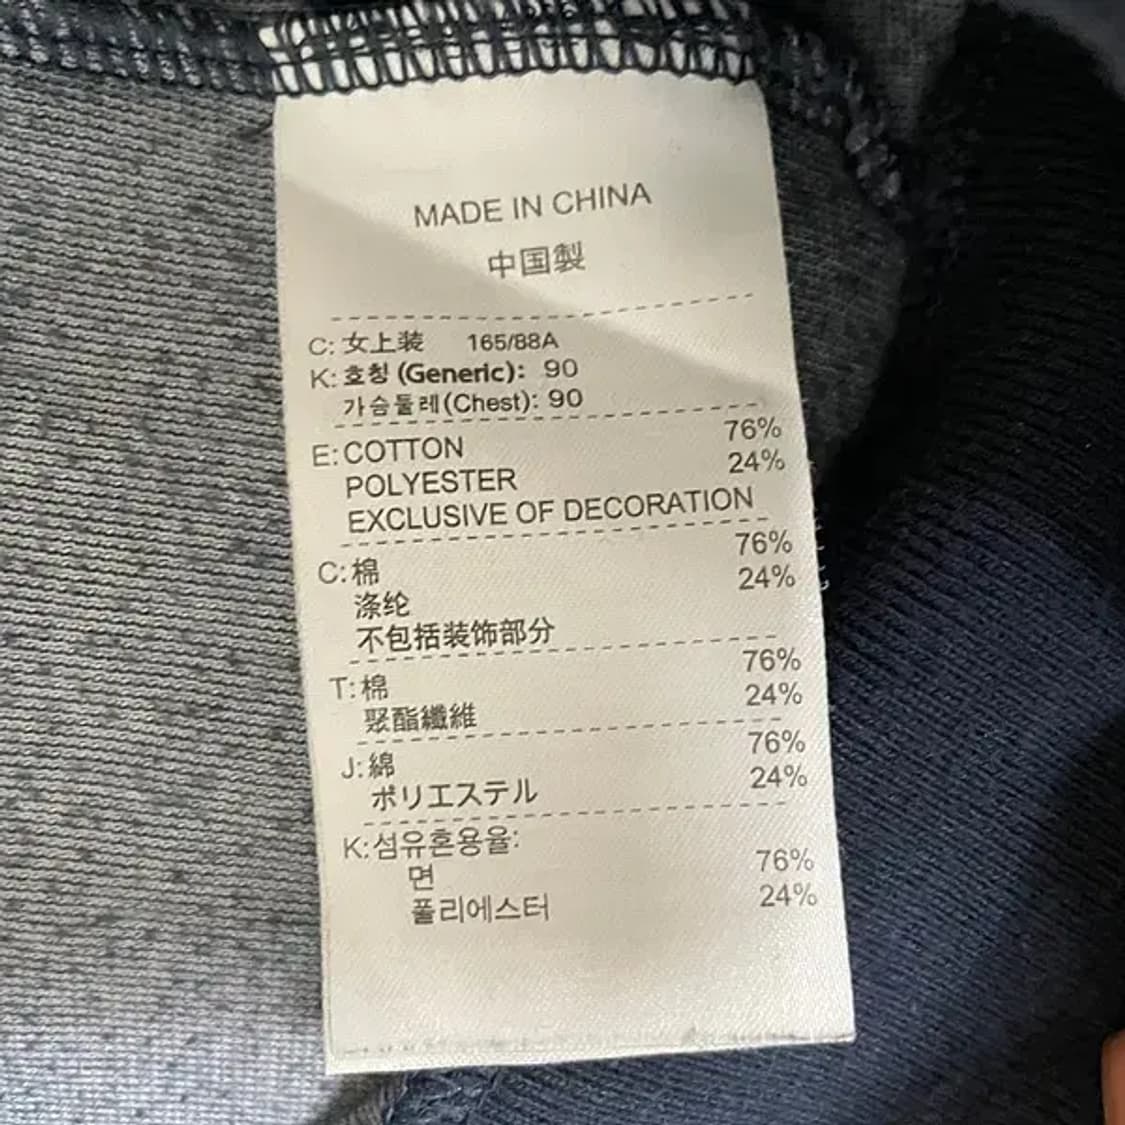 MADE IN CHINA
中国製
C: 女上装 165/88A
K: 호칭 (Generic): 90
가슴둘레(Chest): 90
E: COTTON 76%
POLYESTER 24%
EXCLUSIVE OF DECORATION
C: 棉 76%
涤纶 24%
不包括装饰部分
T: 棉 76%
聚酯纖維 24%
J: 綿 76%
ポリエステル 24%
K: 섬유혼용율:
면 76%
폴리에스터 24%